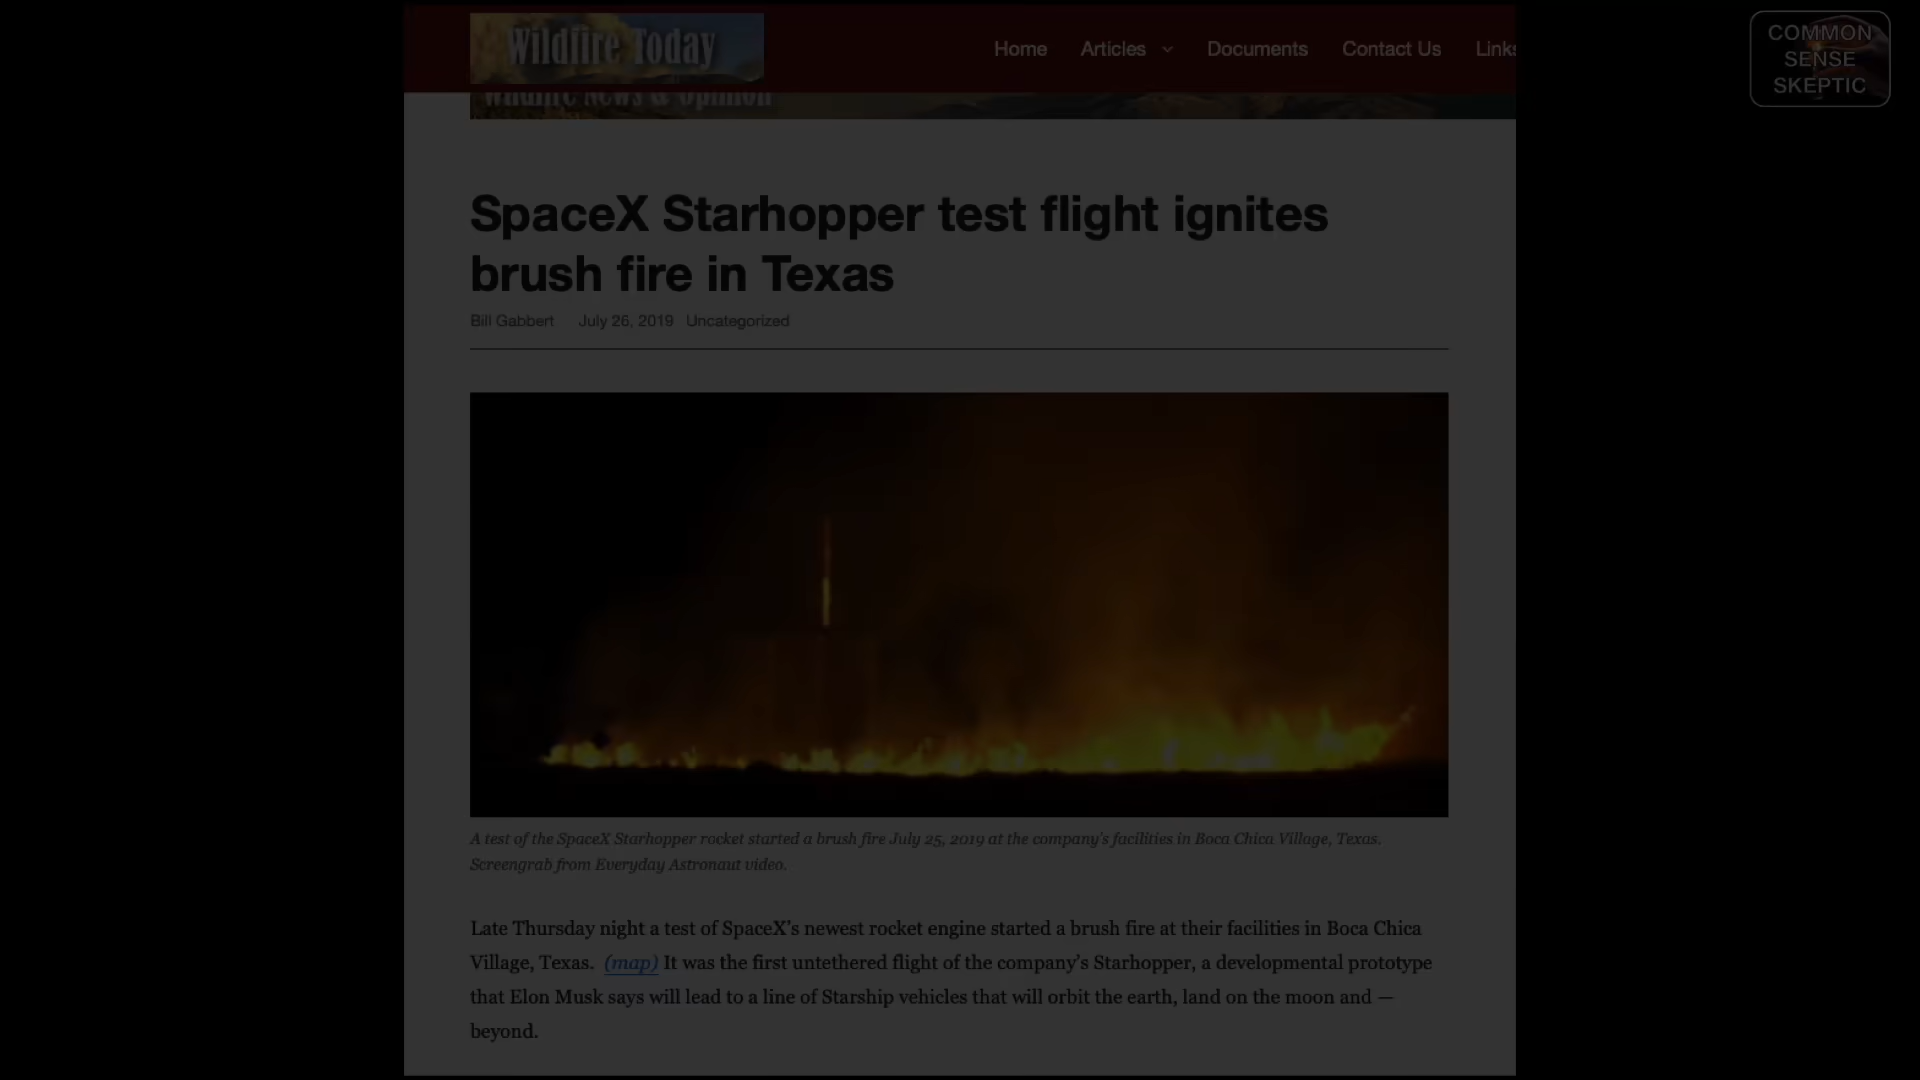 Wildfire Today
Home Articles Documents Contact Us Links
COMMON
SENSE
SKEPTIC
Wildfire News & Opinion
SpaceX Starhopper test flight ignites
brush fire in Texas
Bill Gabbert July 26, 2019 Uncategorized
A test of the SpaceX Starhopper rocket started a brush fire July 25, 2019 at the company's facilities in Boca Chica Village, Texas.
Screengrab from Everyday Astronaut video.
Late Thursday night a test of SpaceX’s newest rocket engine started a brush fire at their facilities in Boca Chica
Village, Texas. (map) It was the first untethered flight of the company’s Starhopper, a developmental prototype
that Elon Musk says will lead to a line of Starship vehicles that will orbit the earth, land on the moon and —
beyond.